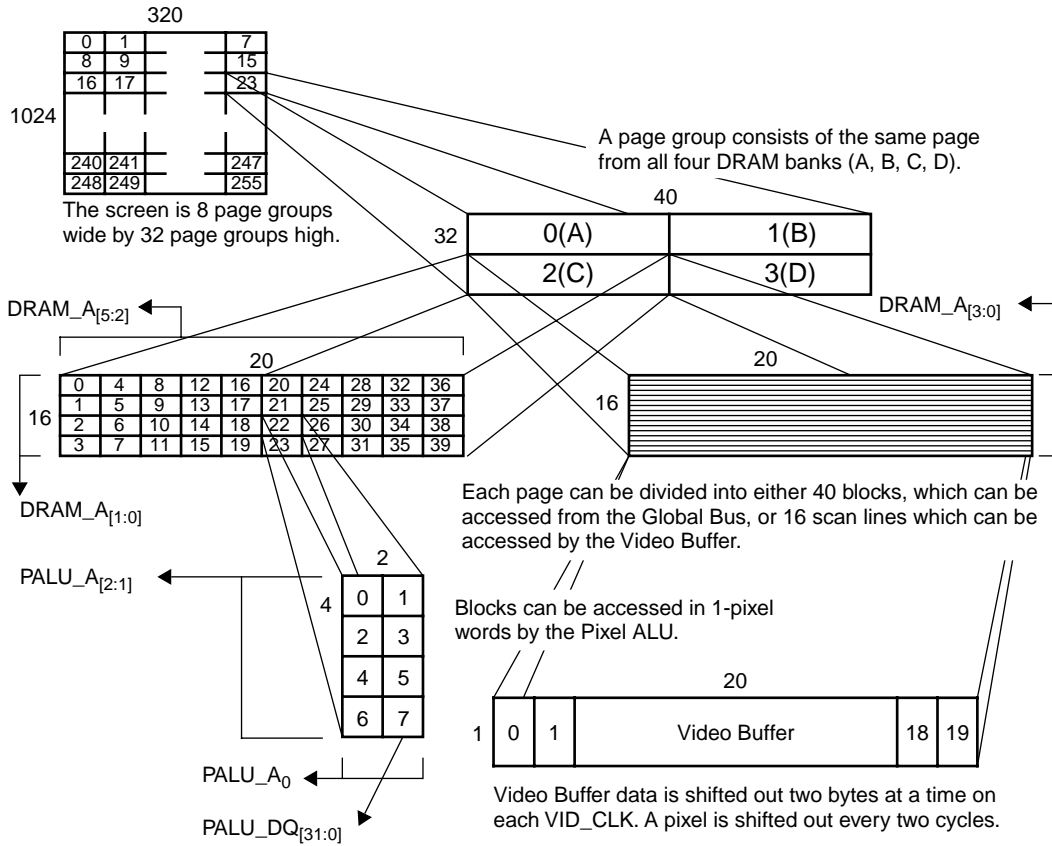 320
0 1 7
8 9 15
16 17 23
1024
240 241 247
248 249 255
The screen is 8 page groups
wide by 32 page groups high.
A page group consists of the same page
from all four DRAM banks (A, B, C, D).
40
32
0(A) 1(B)
2(C) 3(D)
DRAM_A[5:2]
DRAM_A[3:0]
20
16
0 4 8 12 16 20 24 28 32 36
1 5 9 13 17 21 25 29 33 37
2 6 10 14 18 22 26 30 34 38
3 7 11 15 19 23 27 31 35 39
DRAM_A[1:0]
20
16
Each page can be divided into either 40 blocks, which can be
accessed from the Global Bus, or 16 scan lines which can be
accessed by the Video Buffer.
PALU_A[2:1]
2
4
0 1
2 3
4 5
6 7
Blocks can be accessed in 1-pixel
words by the Pixel ALU.
PALU_A0
PALU_DQ[31:0]
20
1
0 1 Video Buffer 18 19
Video Buffer data is shifted out two bytes at a time on
each VID_CLK. A pixel is shifted out every two cycles.